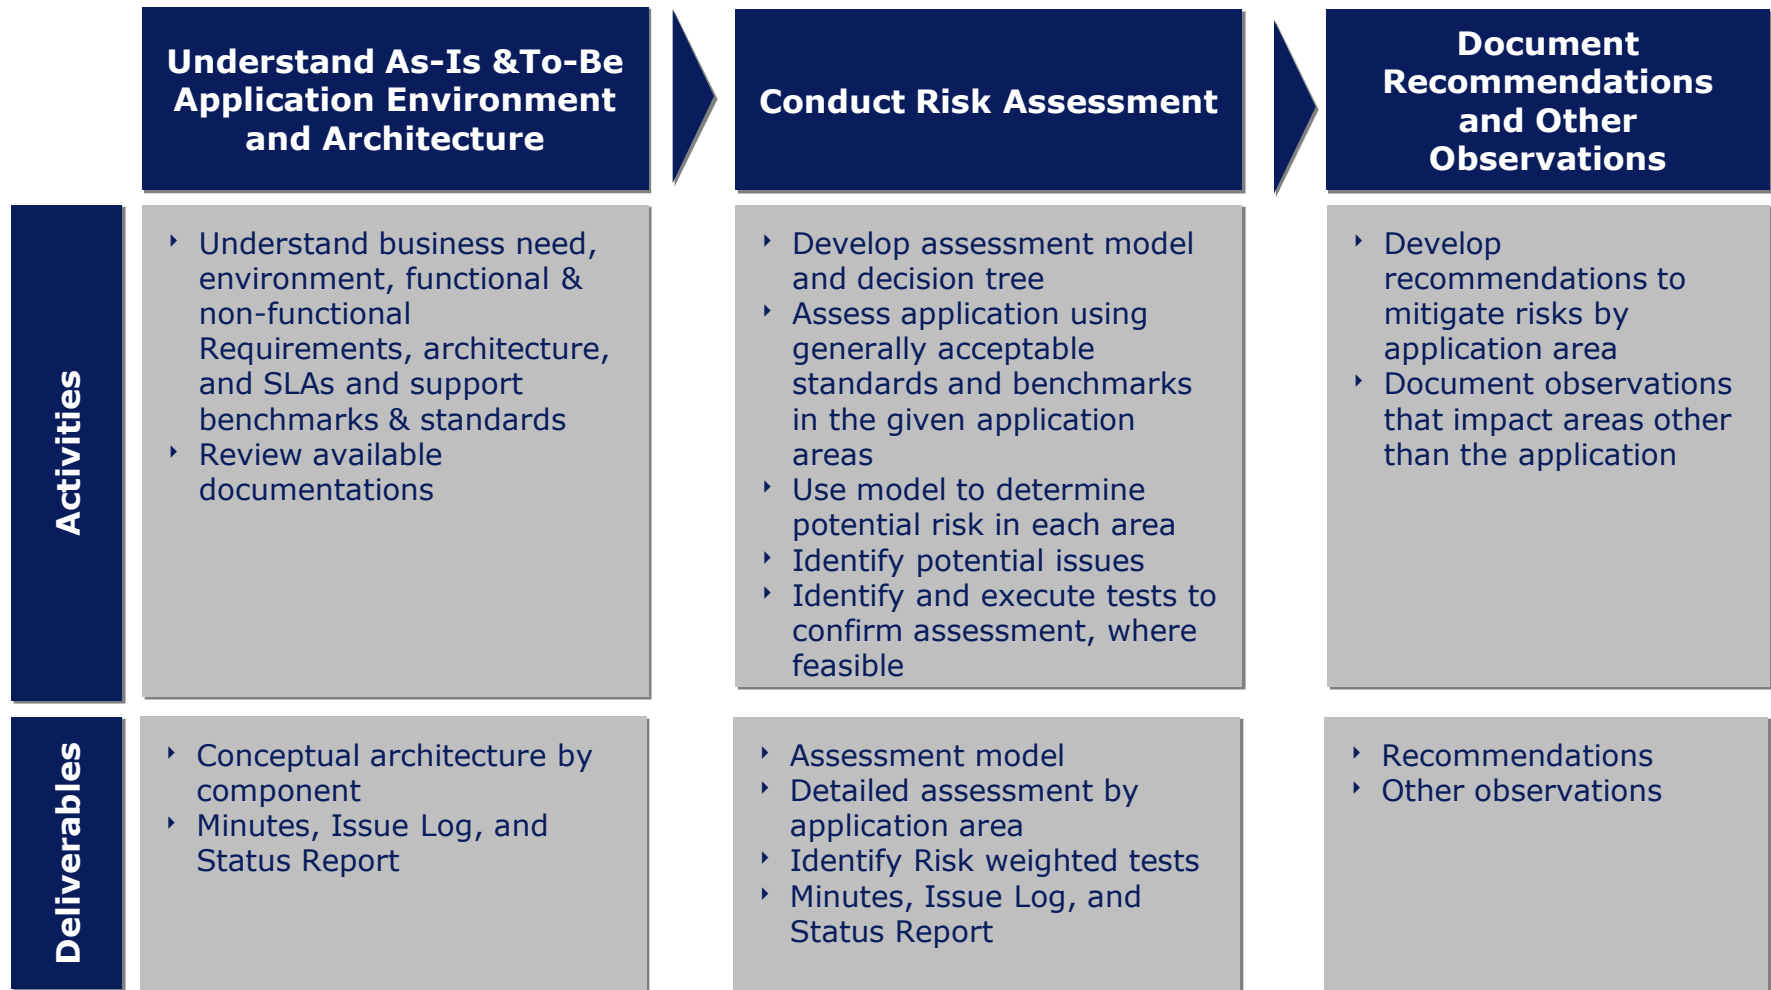 Understand As-Is &To-Be
Application Environment
and Architecture
Conduct Risk Assessment
Document
Recommendations
and Other
Observations
Activities
Understand business need,
environment, functional &
non-functional
Requirements, architecture,
and SLAs and support
benchmarks & standards
Review available
documentations
Develop assessment model
and decision tree
Assess application using
generally acceptable
standards and benchmarks
in the given application
areas
Use model to determine
potential risk in each area
Identify potential issues
Identify and execute tests to
confirm assessment, where
feasible
Develop
recommendations to
mitigate risks by
application area
Document observations
that impact areas other
than the application
Deliverables
Conceptual architecture by
component
Minutes, Issue Log, and
Status Report
Assessment model
Detailed assessment by
application area
Identify Risk weighted tests
Minutes, Issue Log, and
Status Report
Recommendations
Other observations